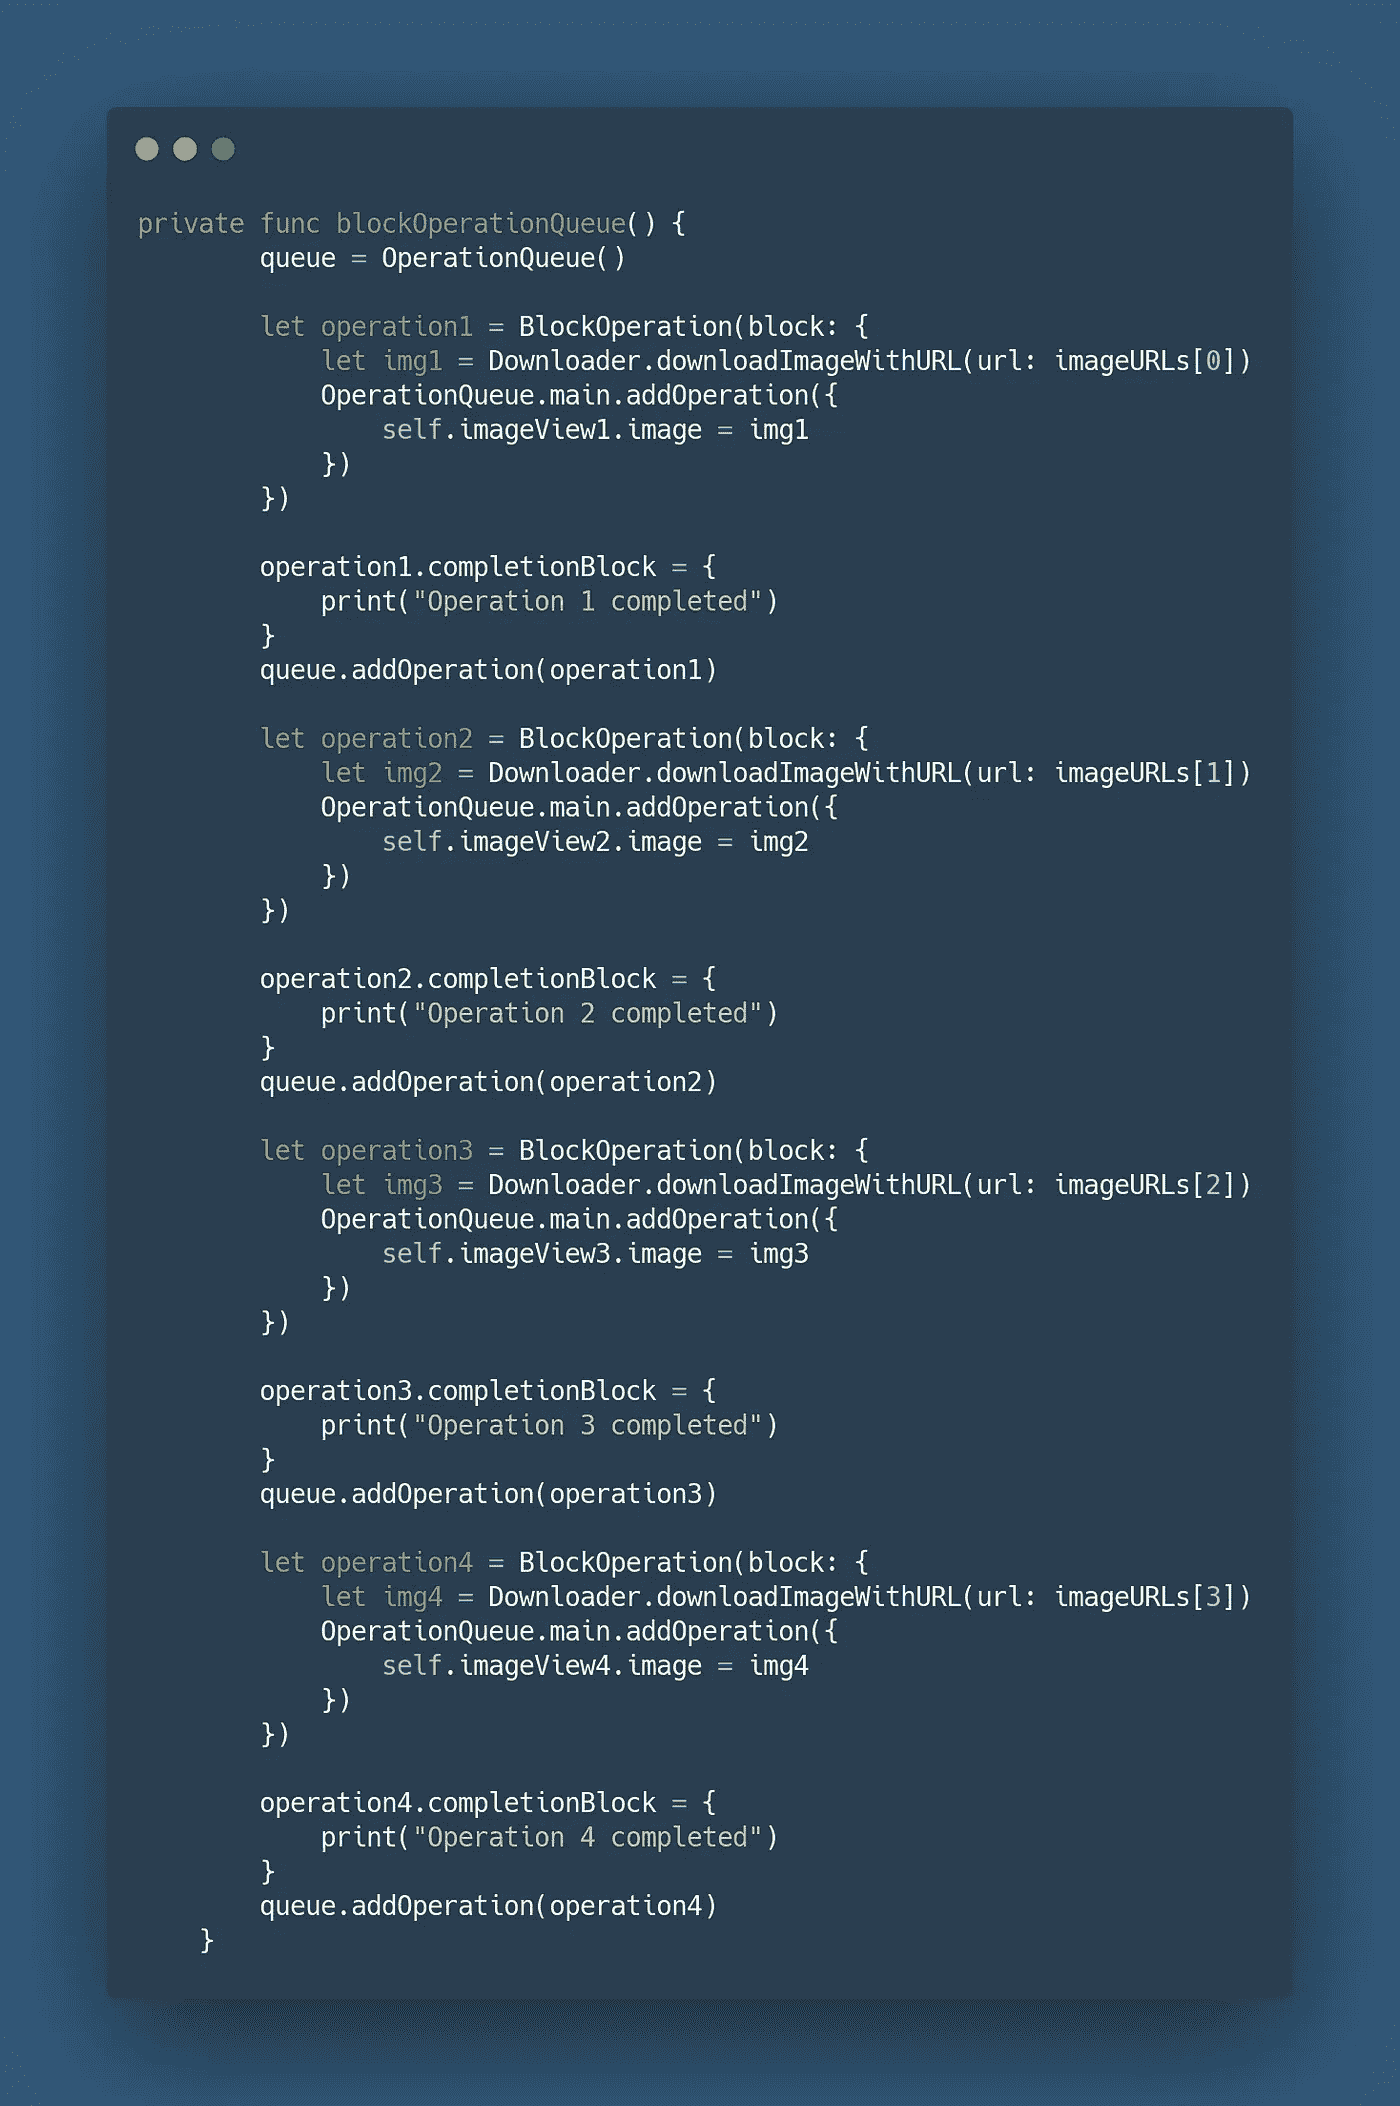 private func blockOperationQueue() {
        queue = OperationQueue()

        let operation1 = BlockOperation(block: {
            let img1 = Downloader.downloadImageWithURL(url: imageURLs[0])
            OperationQueue.main.addOperation({
                self.imageView1.image = img1
            })
        })

        operation1.completionBlock = {
            print("Operation 1 completed")
        }
        queue.addOperation(operation1)

        let operation2 = BlockOperation(block: {
            let img2 = Downloader.downloadImageWithURL(url: imageURLs[1])
            OperationQueue.main.addOperation({
                self.imageView2.image = img2
            })
        })

        operation2.completionBlock = {
            print("Operation 2 completed")
        }
        queue.addOperation(operation2)

        let operation3 = BlockOperation(block: {
            let img3 = Downloader.downloadImageWithURL(url: imageURLs[2])
            OperationQueue.main.addOperation({
                self.imageView3.image = img3
            })
        })

        operation3.completionBlock = {
            print("Operation 3 completed")
        }
        queue.addOperation(operation3)

        let operation4 = BlockOperation(block: {
            let img4 = Downloader.downloadImageWithURL(url: imageURLs[3])
            OperationQueue.main.addOperation({
                self.imageView4.image = img4
            })
        })

        operation4.completionBlock = {
            print("Operation 4 completed")
        }
        queue.addOperation(operation4)
    }